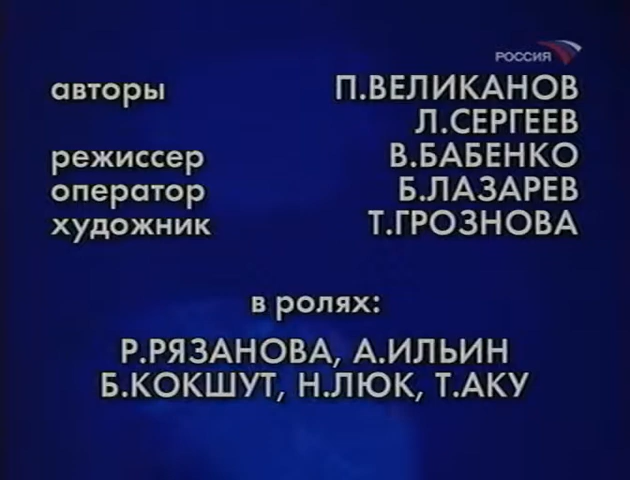 РОССИЯ
авторы П.ВЕЛИКАНОВ
Л.СЕРГЕЕВ
режиссер В.БАБЕНКО
оператор Б.ЛАЗАРЕВ
художник Т.ГРОЗНОВА
в ролях:
Р.РЯЗАНОВА, А.ИЛЬИН
Б.КОКШУТ, Н.ЛЮК, Т.АКУ